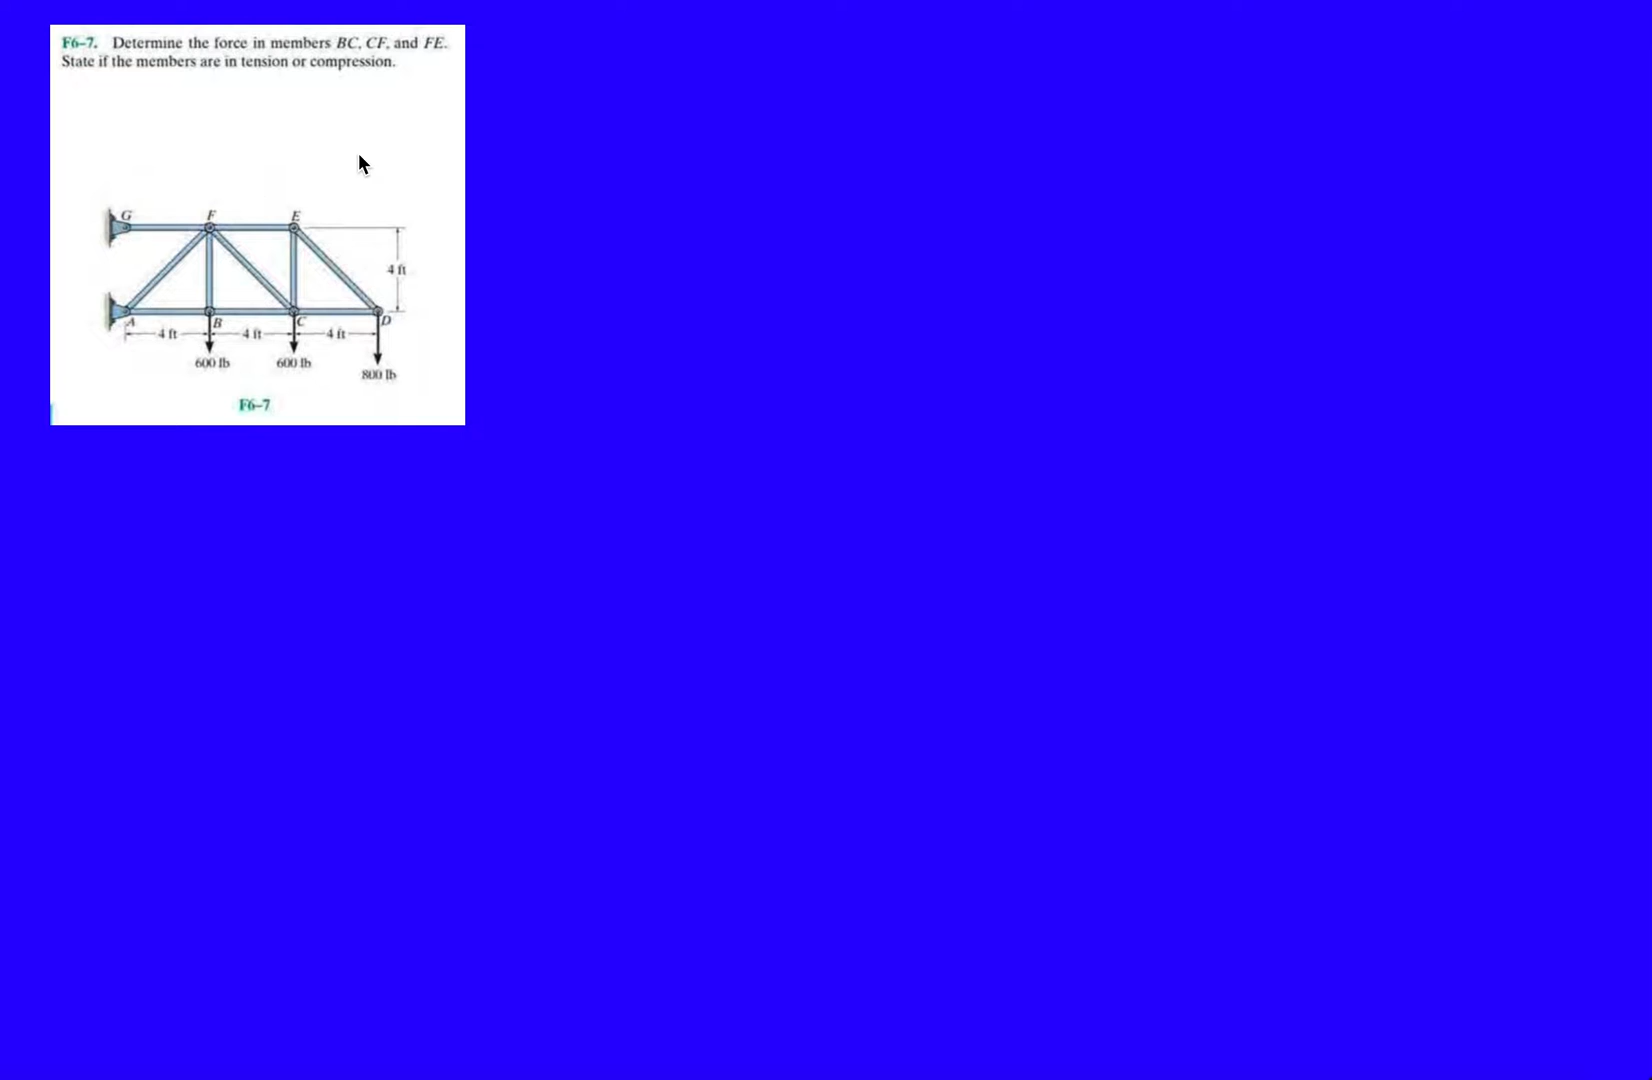 F6–7. Determine the force in members BC, CF, and FE.
State if the members are in tension or compression.
G F E
4 ft
A B C D
4 ft 4 ft 4 ft
600 lb 600 lb
800 lb
F6–7